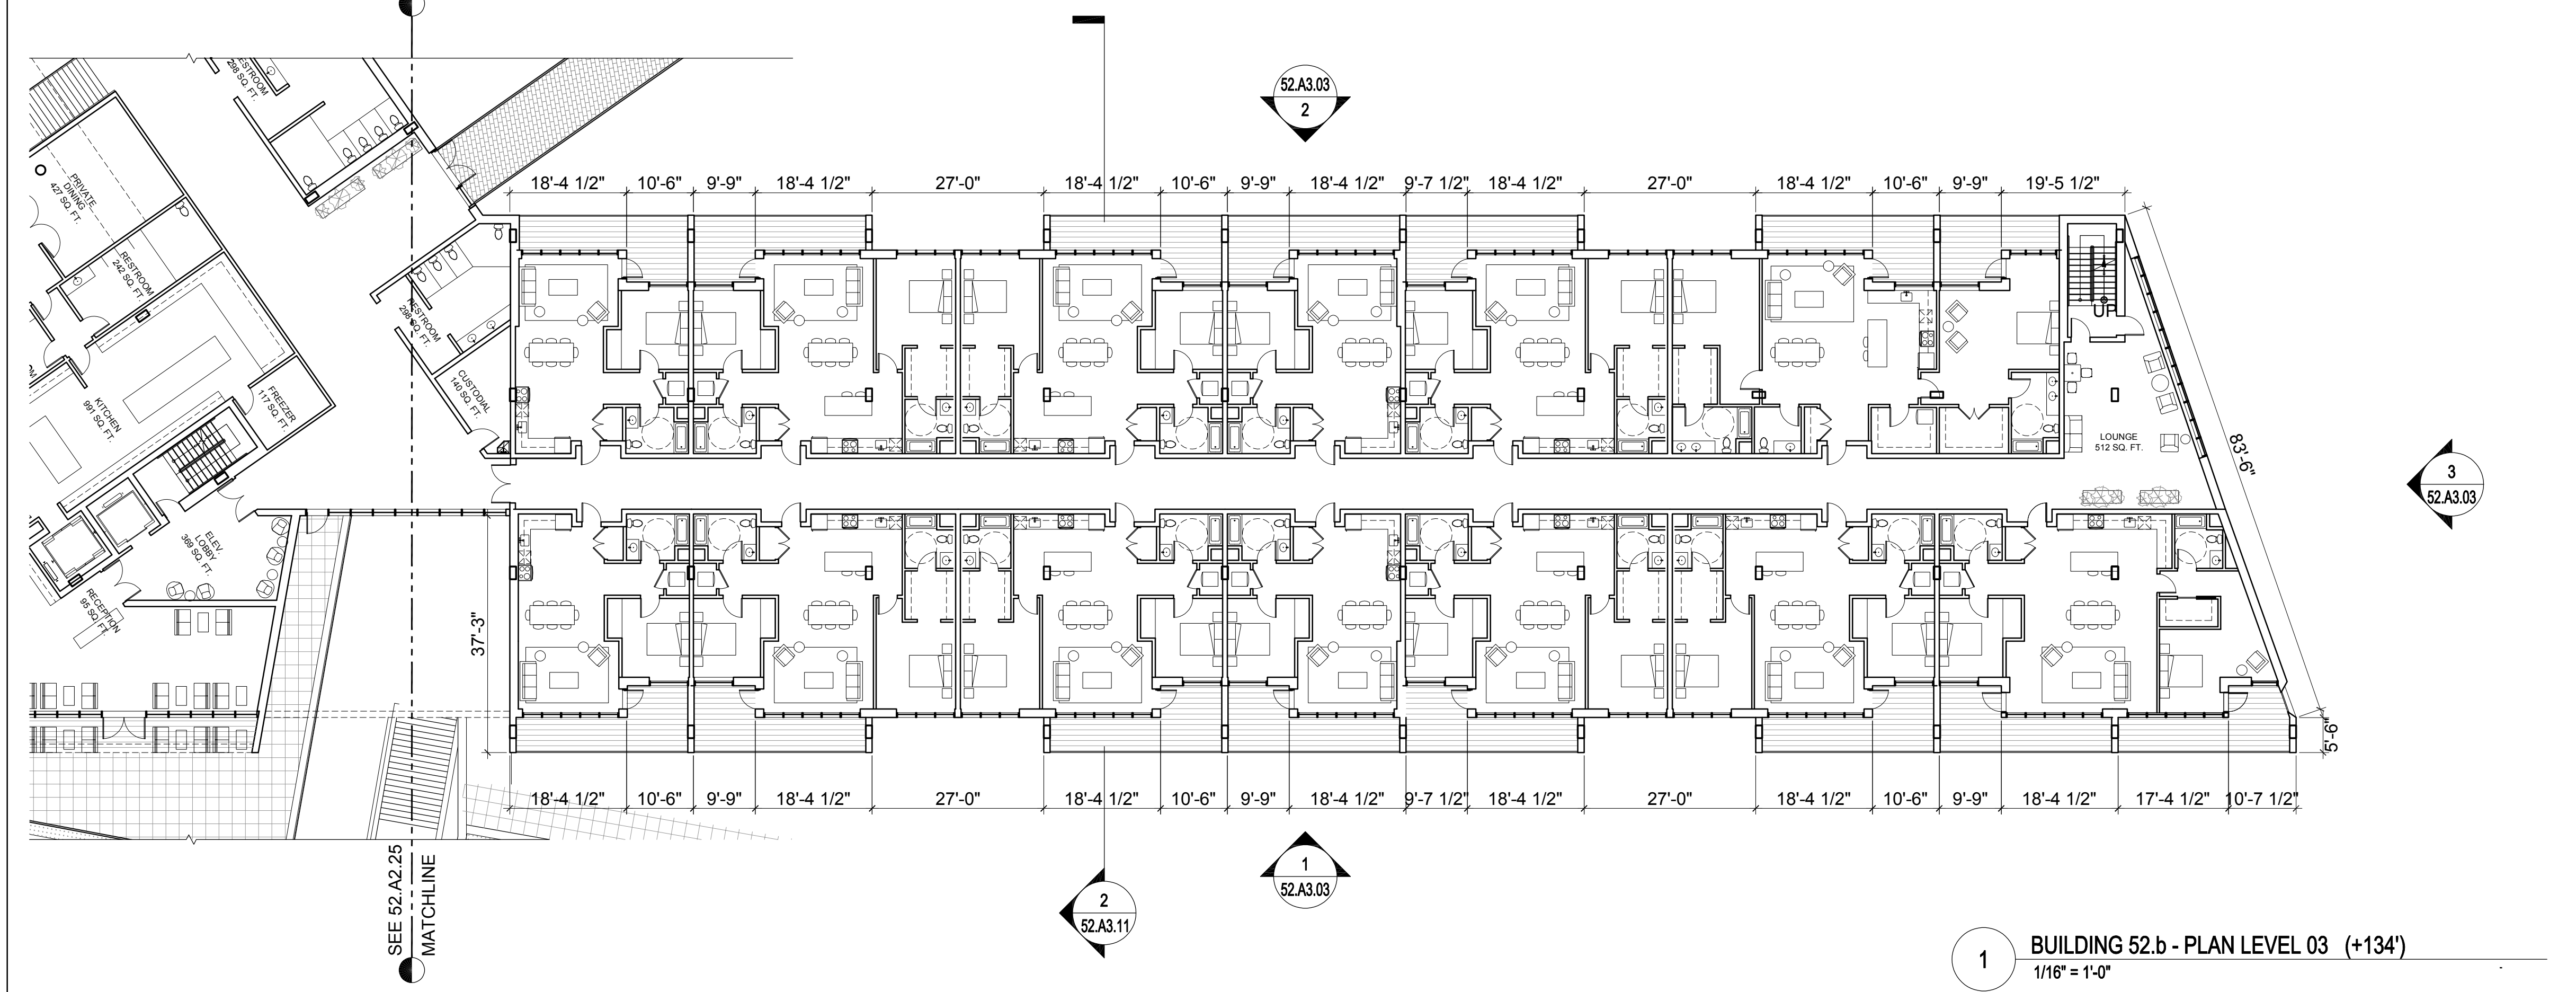 52.A3.03
2
18'-4 1/2"
10'-6"
9'-9"
18'-4 1/2"
27'-0"
18'-4 1/2"
10'-6"
9'-9"
18'-4 1/2"
9'-7 1/2"
18'-4 1/2"
27'-0"
18'-4 1/2"
10'-6"
9'-9"
19'-5 1/2"
RESTROOM
298 SQ. FT.
PRIVATE
DINING
427 SQ. FT.
RESTROOM
242 SQ. FT.
RESTROOM
298 SQ. FT.
CUSTODIAL
140 SQ. FT.
KITCHEN
991 SQ. FT.
FREEZER
117 SQ. FT.
UP
LOUNGE
512 SQ. FT.
83'-6"
3
52.A3.03
ELEV.
LOBBY
369 SQ. FT.
RECEPTION
95 SQ. FT.
37'-3"
5'-6"
18'-4 1/2"
10'-6"
9'-9"
18'-4 1/2"
27'-0"
18'-4 1/2"
10'-6"
9'-9"
18'-4 1/2"
9'-7 1/2"
18'-4 1/2"
27'-0"
18'-4 1/2"
10'-6"
9'-9"
18'-4 1/2"
17'-4 1/2"
10'-7 1/2"
SEE 52.A2.25
MATCHLINE
1
52.A3.03
2
52.A3.11
1
BUILDING 52.b - PLAN LEVEL 03 (+134')
1/16" = 1'-0"